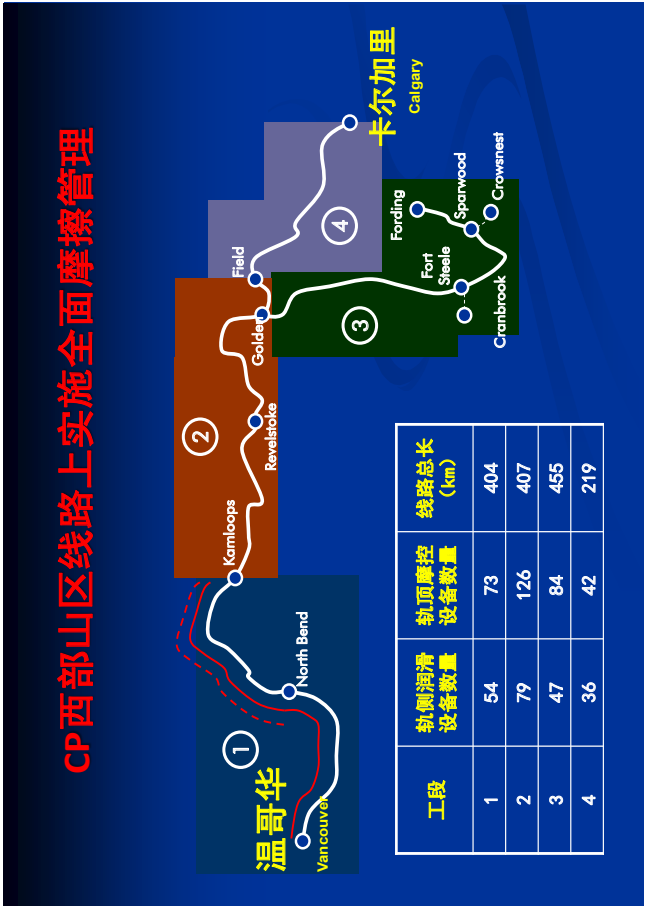 CP西部山区线路上实施全面摩擦管理
卡尔加里
Calgary
温哥华
Vancouver
North Bend
Kamloops
Revelstoke
Golden
Field
Fording
Sparwood
Crowsnest
Fort
Steele
Cranbrook
1
2
3
4
工段 轨侧润滑设备数量 轨顶摩控设备数量 线路总长（km）
1 54 73 404
2 79 126 407
3 47 84 455
4 36 42 219